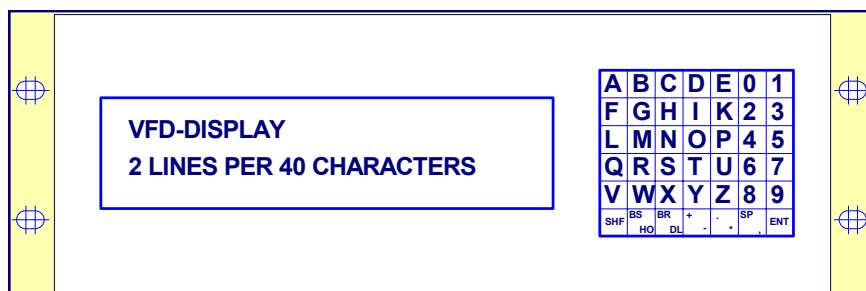 VFD-DISPLAY
2 LINES PER 40 CHARACTERS
A B C D E 0 1
F G H I K 2 3
L M N O P 4 5
Q R S T U 6 7
V W X Y Z 8 9
SHF BS HO BR DL + - . * SP , ENT